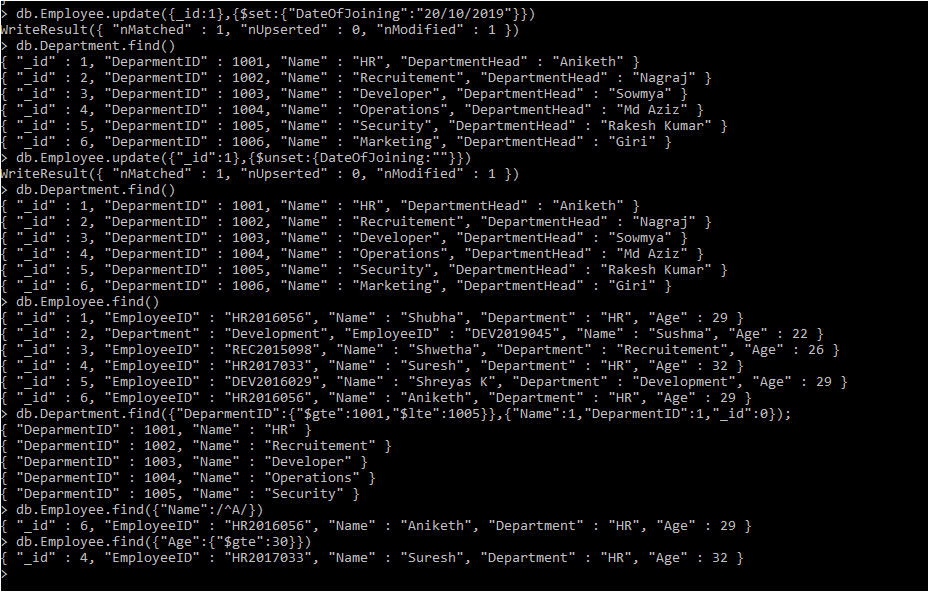 > db.Employee.update({_id:1},{$set:{"DateOfJoining":"20/10/2019"}})
WriteResult({ "nMatched" : 1, "nUpserted" : 0, "nModified" : 1 })
> db.Department.find()
{ "_id" : 1, "DeparmentID" : 1001, "Name" : "HR", "DepartmentHead" : "Aniketh" }
{ "_id" : 2, "DeparmentID" : 1002, "Name" : "Recruitement", "DepartmentHead" : "Nagraj" }
{ "_id" : 3, "DeparmentID" : 1003, "Name" : "Developer", "DepartmentHead" : "Sowmya" }
{ "_id" : 4, "DeparmentID" : 1004, "Name" : "Operations", "DepartmentHead" : "Md Aziz" }
{ "_id" : 5, "DeparmentID" : 1005, "Name" : "Security", "DepartmentHead" : "Rakesh Kumar" }
{ "_id" : 6, "DeparmentID" : 1006, "Name" : "Marketing", "DepartmentHead" : "Giri" }
> db.Employee.update({"_id":1},{$unset:{DateOfJoining:""}})
WriteResult({ "nMatched" : 1, "nUpserted" : 0, "nModified" : 1 })
> db.Department.find()
{ "_id" : 1, "DeparmentID" : 1001, "Name" : "HR", "DepartmentHead" : "Aniketh" }
{ "_id" : 2, "DeparmentID" : 1002, "Name" : "Recruitement", "DepartmentHead" : "Nagraj" }
{ "_id" : 3, "DeparmentID" : 1003, "Name" : "Developer", "DepartmentHead" : "Sowmya" }
{ "_id" : 4, "DeparmentID" : 1004, "Name" : "Operations", "DepartmentHead" : "Md Aziz" }
{ "_id" : 5, "DeparmentID" : 1005, "Name" : "Security", "DepartmentHead" : "Rakesh Kumar" }
{ "_id" : 6, "DeparmentID" : 1006, "Name" : "Marketing", "DepartmentHead" : "Giri" }
> db.Employee.find()
{ "_id" : 1, "EmployeeID" : "HR2016056", "Name" : "Shubha", "Department" : "HR", "Age" : 29 }
{ "_id" : 2, "Department" : "Development", "EmployeeID" : "DEV2019045", "Name" : "Sushma", "Age" : 22 }
{ "_id" : 3, "EmployeeID" : "REC2015098", "Name" : "Shwetha", "Department" : "Recruitement", "Age" : 26 }
{ "_id" : 4, "EmployeeID" : "HR2017033", "Name" : "Suresh", "Department" : "HR", "Age" : 32 }
{ "_id" : 5, "EmployeeID" : "DEV2016029", "Name" : "Shreyas K", "Department" : "Development", "Age" : 29 }
{ "_id" : 6, "EmployeeID" : "HR2016056", "Name" : "Aniketh", "Department" : "HR", "Age" : 29 }
> db.Department.find({"DeparmentID":{"$gte":1001,"$lte":1005}},{"Name":1,"DeparmentID":1,"_id":0});
{ "DeparmentID" : 1001, "Name" : "HR" }
{ "DeparmentID" : 1002, "Name" : "Recruitement" }
{ "DeparmentID" : 1003, "Name" : "Developer" }
{ "DeparmentID" : 1004, "Name" : "Operations" }
{ "DeparmentID" : 1005, "Name" : "Security" }
> db.Employee.find({"Name":/^A/})
{ "_id" : 6, "EmployeeID" : "HR2016056", "Name" : "Aniketh", "Department" : "HR", "Age" : 29 }
> db.Employee.find({"Age":{"$gte":30}})
{ "_id" : 4, "EmployeeID" : "HR2017033", "Name" : "Suresh", "Department" : "HR", "Age" : 32 }
>